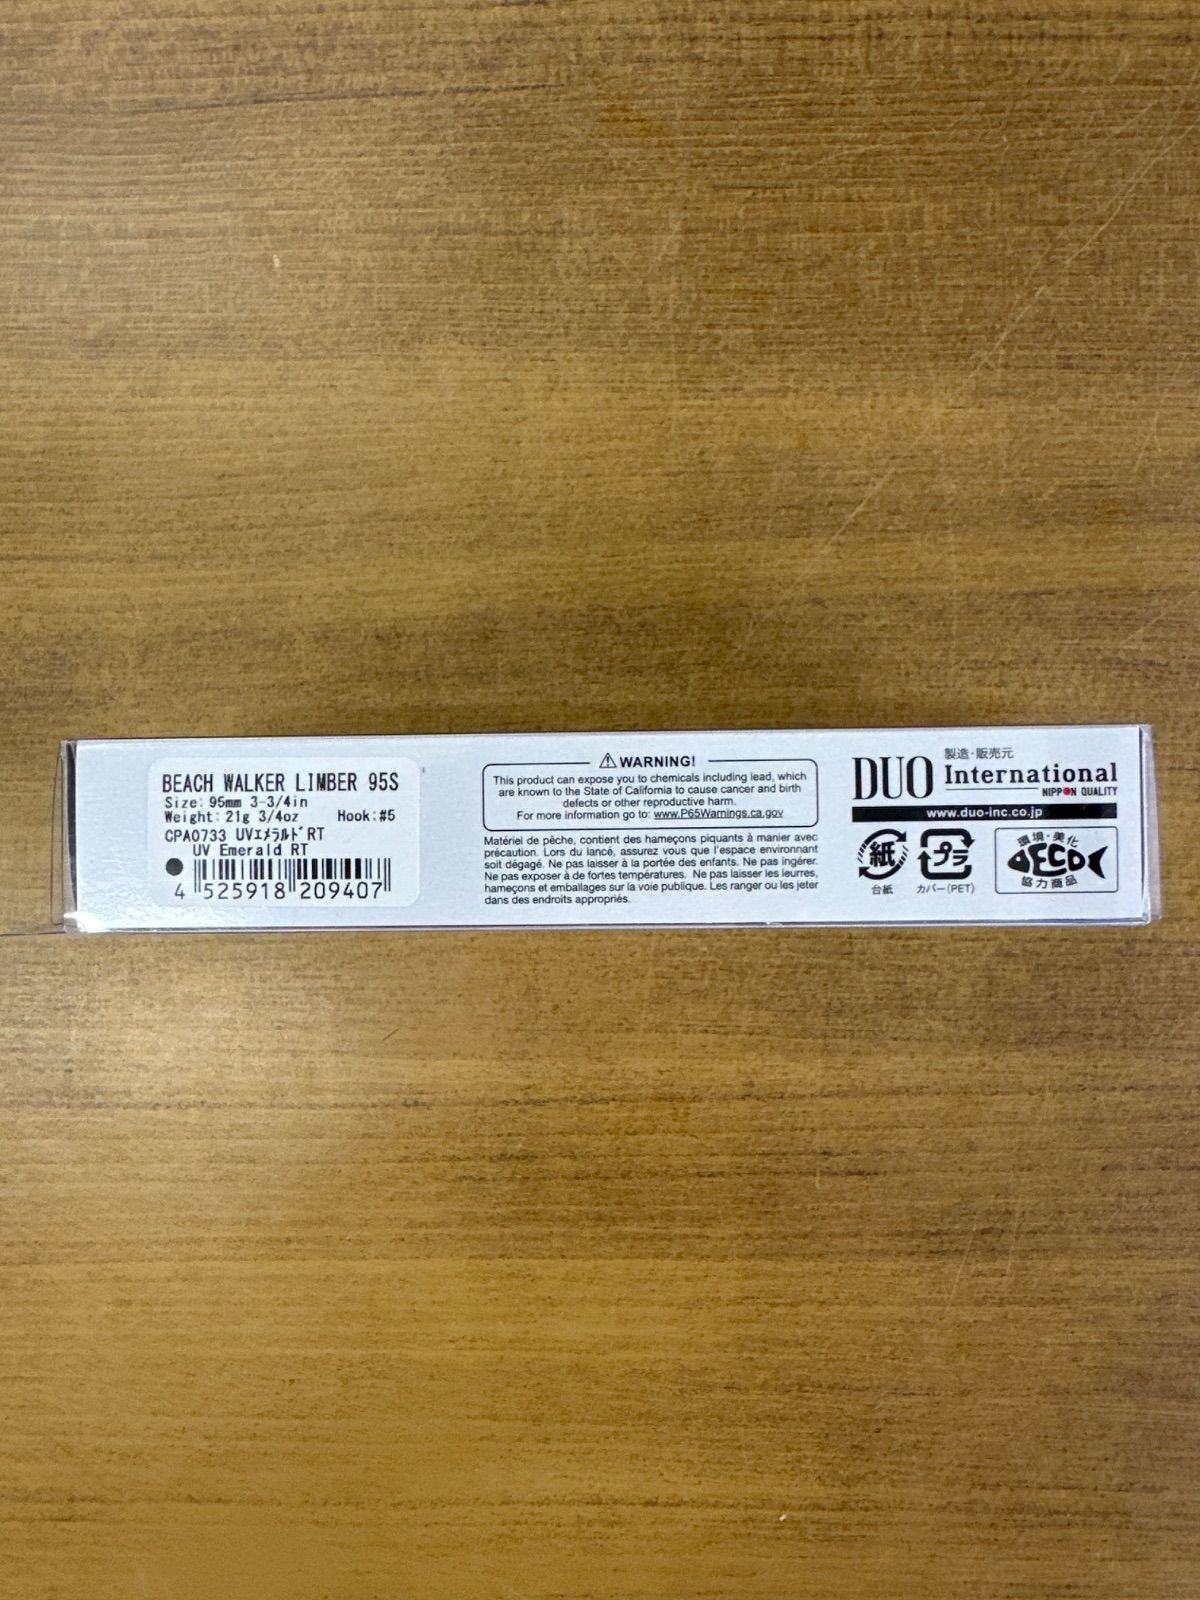 BEACH WALKER LIMBER 95S
Size: 95mm 3-3/4in
Weight: 21g 3/4oz Hook:#5
CPA0733 UVｴﾒﾗﾙﾄﾞRT
UV Emerald RT
4 525918 209407
⚠WARNING!
This product can expose you to chemicals including lead, which
are known to the State of California to cause cancer and birth
defects or other reproductive harm.
For more information go to: www.P65Warnings.ca.gov
Matériel de pêche, contient des hameçons piquants à manier avec
précaution. Lors du lancé, assurez vous que l'espace environnant
soit dégagé. Ne pas laisser à la portée des enfants. Ne pas ingérer.
Ne pas exposer à de fortes températures. Ne pas laisser les leurres,
hameçons et emballages sur la voie publique. Les ranger ou les jeter
dans des endroits appropriés.
製造・販売元
DUO International
NIPPON QUALITY
www.duo-inc.co.jp
紙
台紙
プラ
カバー(PET)
環境・美化
ECO
協力商品